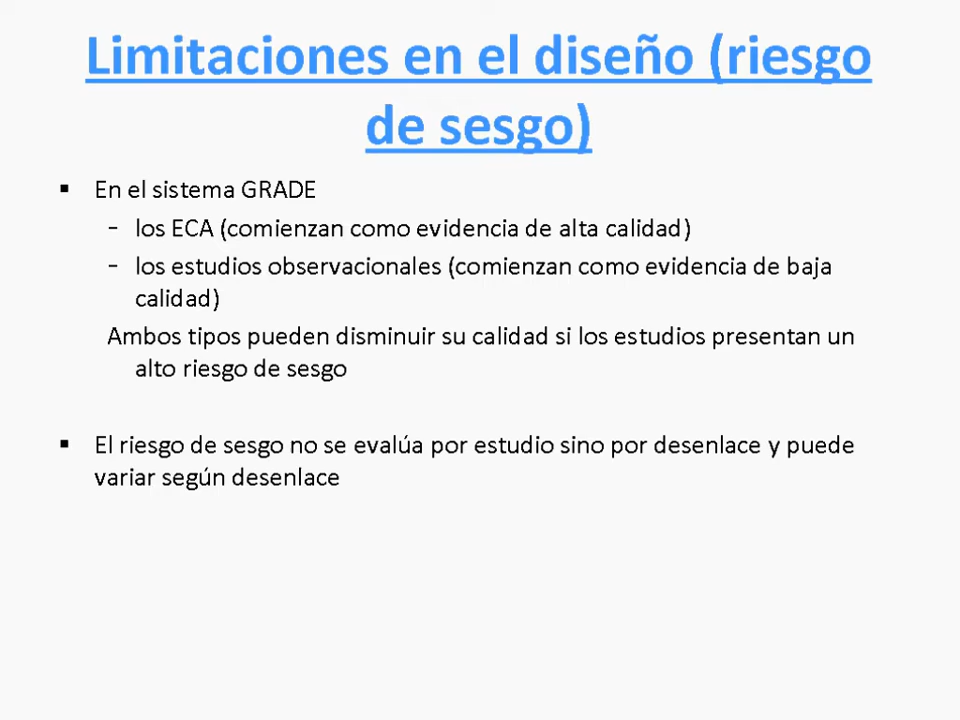 Limitaciones en el diseño (riesgo
de sesgo)
▪ En el sistema GRADE
- los ECA (comienzan como evidencia de alta calidad)
- los estudios observacionales (comienzan como evidencia de baja
calidad)
Ambos tipos pueden disminuir su calidad si los estudios presentan un
alto riesgo de sesgo
▪ El riesgo de sesgo no se evalúa por estudio sino por desenlace y puede
variar según desenlace